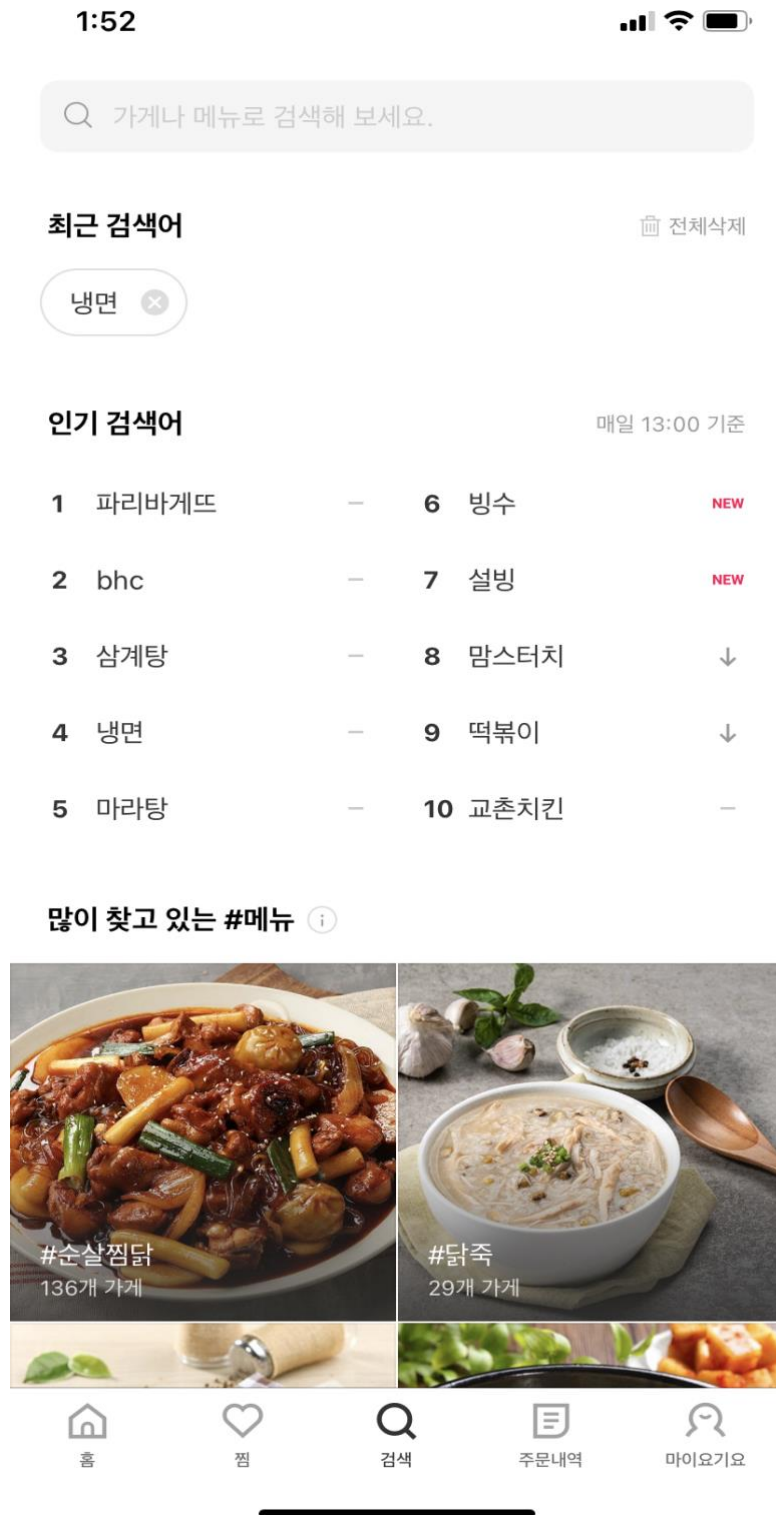 1:52
가게나 메뉴로 검색해 보세요.
최근 검색어
전체삭제
냉면
인기 검색어
매일 13:00 기준
1 파리바게뜨
2 bhc
3 삼계탕
4 냉면
5 마라탕
6 빙수 NEW
7 설빙 NEW
8 맘스터치
9 떡볶이
10 교촌치킨
많이 찾고 있는 #메뉴
#순살찜닭
136개 가게
#닭죽
29개 가게
홈
찜
검색
주문내역
마이요기요